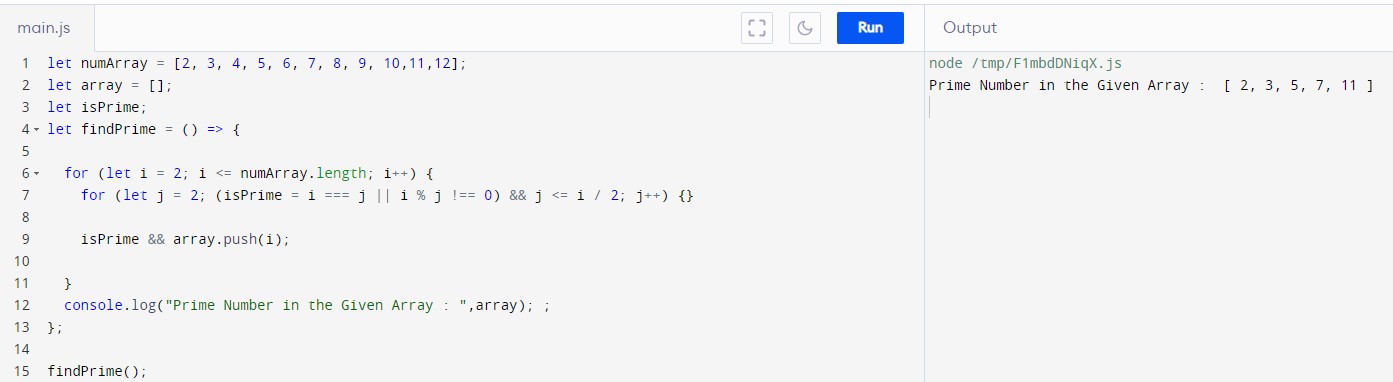 main.js
Run
Output
1 let numArray = [2, 3, 4, 5, 6, 7, 8, 9, 10,11,12];
2 let array = [];
3 let isPrime;
4 let findPrime = () => {
5
6 for (let i = 2; i <= numArray.length; i++) {
7 for (let j = 2; (isPrime = i === j || i % j !== 0) && j <= i / 2; j++) {}
8
9 isPrime && array.push(i);
10
11 }
12 console.log("Prime Number in the Given Array : ",array); ;
13 };
14
15 findPrime();
node /tmp/F1mbdDNiqX.js
Prime Number in the Given Array :  [ 2, 3, 5, 7, 11 ]